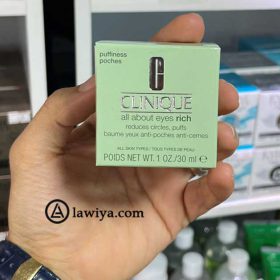 puffiness
poches
CLINIQUE
all about eyes rich
reduces circles, puffs
baume yeux anti-poches anti-cernes
ALL SKIN TYPES / TOUS TYPES DE PEAU
POIDS NET WT. 1 OZ/30 ml ℮
lawiya.com